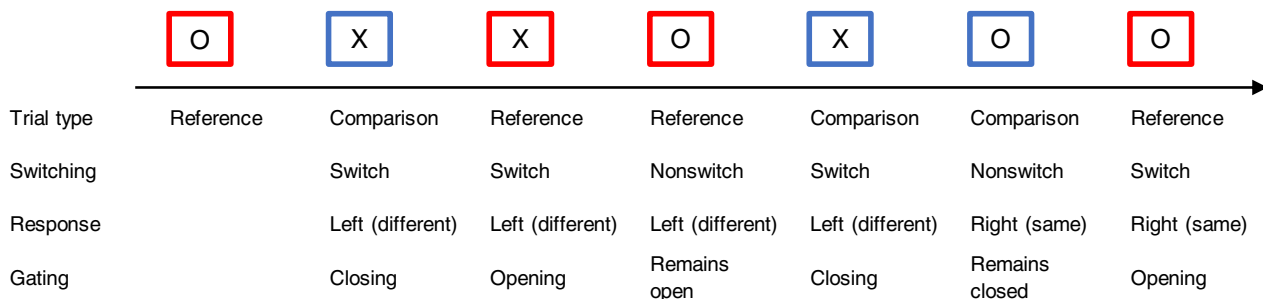 O X X O X O O
Trial type Reference Comparison Reference Reference Comparison Comparison Reference
Switching Switch Switch Nonswitch Switch Nonswitch Switch
Response Left (different) Left (different) Left (different) Left (different) Right (same) Right (same)
Gating Closing Opening Remains open Closing Remains closed Opening